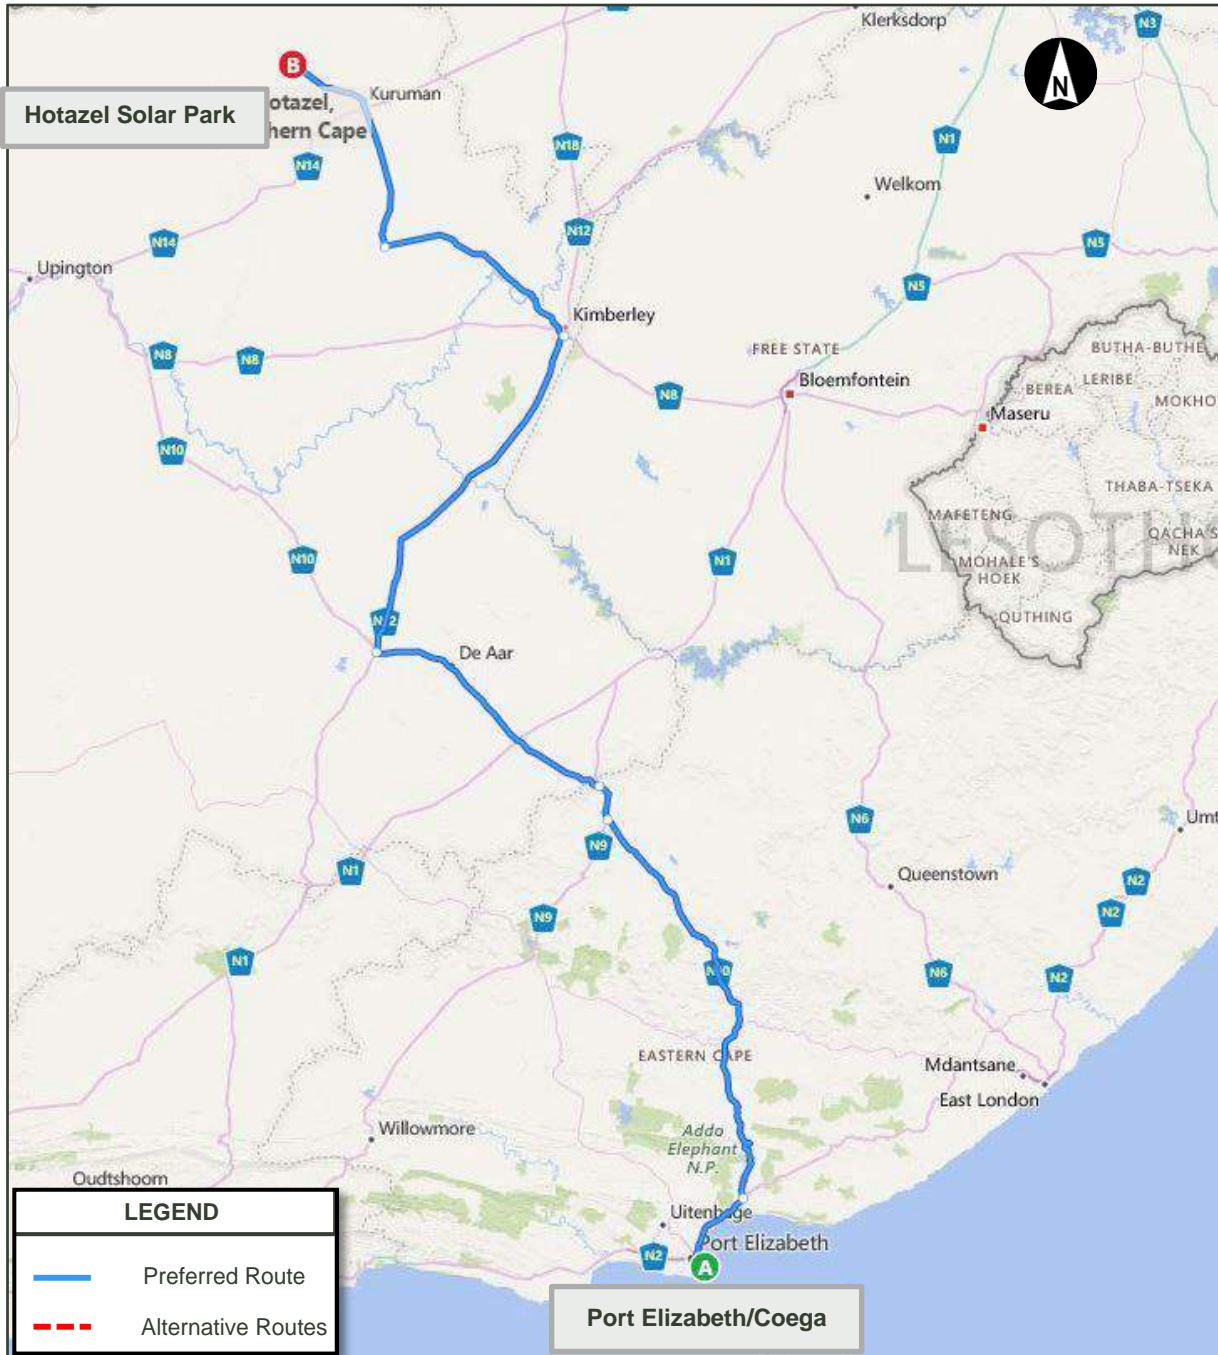 Klerksdorp
N3
B
N
Kuruman
otazel,
hern Cape
Hotazel Solar Park
N1
N18
N14
Welkom
N12
N14
N5
Upington
N5
Kimberley
N8
N8
FREE STATE
BUTHA-BUTHE
Bloemfontein
BEREA
LERIBE
N8
MOKHO
Maseru
N10
THABA-TSEKA
MAFETENG
LESOTHO
QACHA'S
NEK
N10
N1
MOHALE'S
HOEK
QUTHING
De Aar
N6
Umt
N9
N1
Queenstown
N2
N9
N2
N1
N6
N2
EASTERN CAPE
Mdantsane
East London
Willowmore
Addo
Elephant
N.P.
Oudtshoorn
LEGEND
Uitenhage
Port Elizabeth
N2
A
Preferred Route
Alternative Routes
Port Elizabeth/Coega